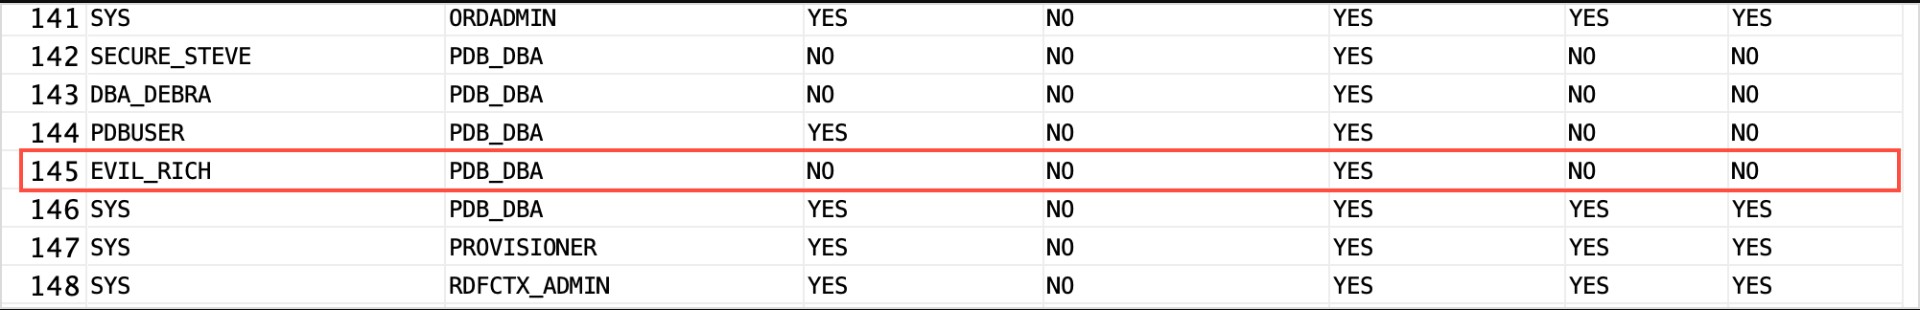 141 SYS ORDADMIN YES NO YES YES YES
142 SECURE_STEVE PDB_DBA NO NO YES NO NO
143 DBA_DEBRA PDB_DBA NO NO YES NO NO
144 PDBUSER PDB_DBA YES NO YES NO NO
145 EVIL_RICH PDB_DBA NO NO YES NO NO
146 SYS PDB_DBA YES NO YES YES YES
147 SYS PROVISIONER YES NO YES YES YES
148 SYS RDFCTX_ADMIN YES NO YES YES YES